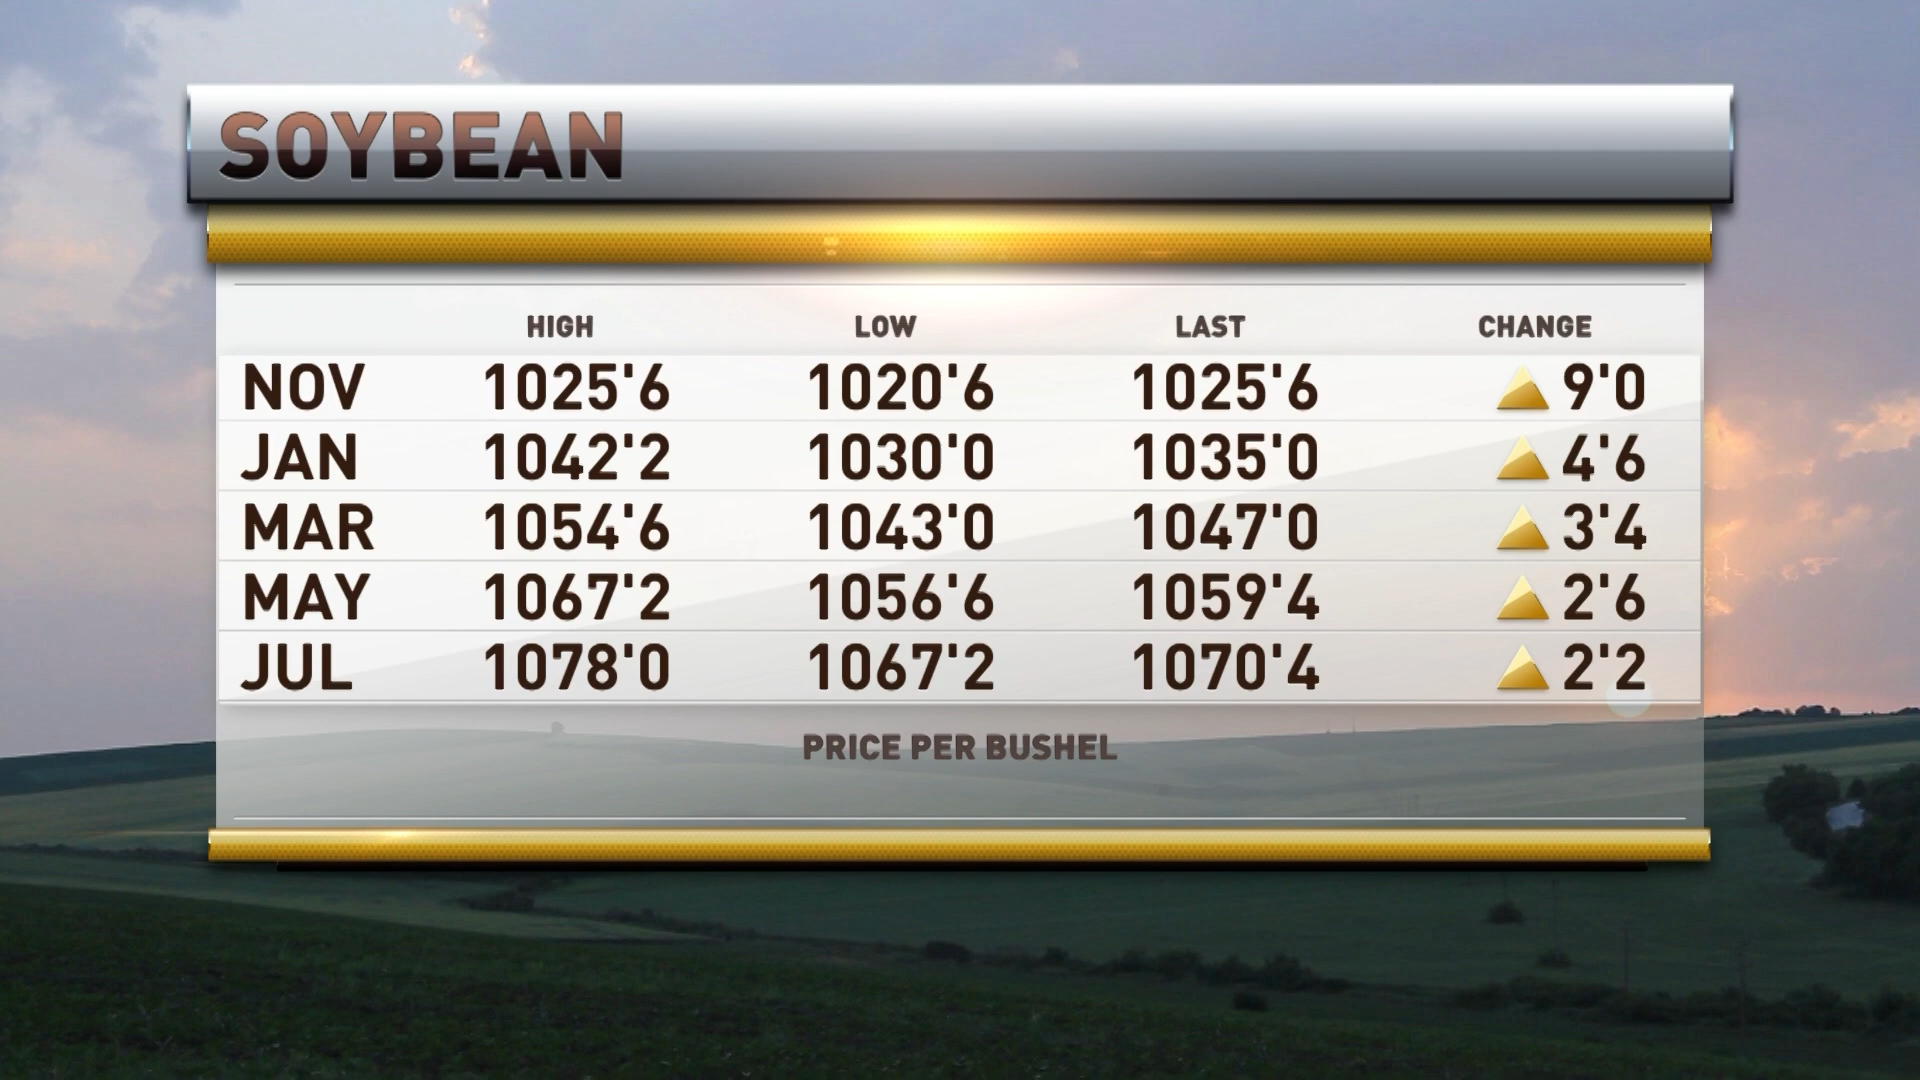 SOYBEAN
HIGH LOW LAST CHANGE
NOV 1025'6 1020'6 1025'6 9'0
JAN 1042'2 1030'0 1035'0 4'6
MAR 1054'6 1043'0 1047'0 3'4
MAY 1067'2 1056'6 1059'4 2'6
JUL 1078'0 1067'2 1070'4 2'2
PRICE PER BUSHEL